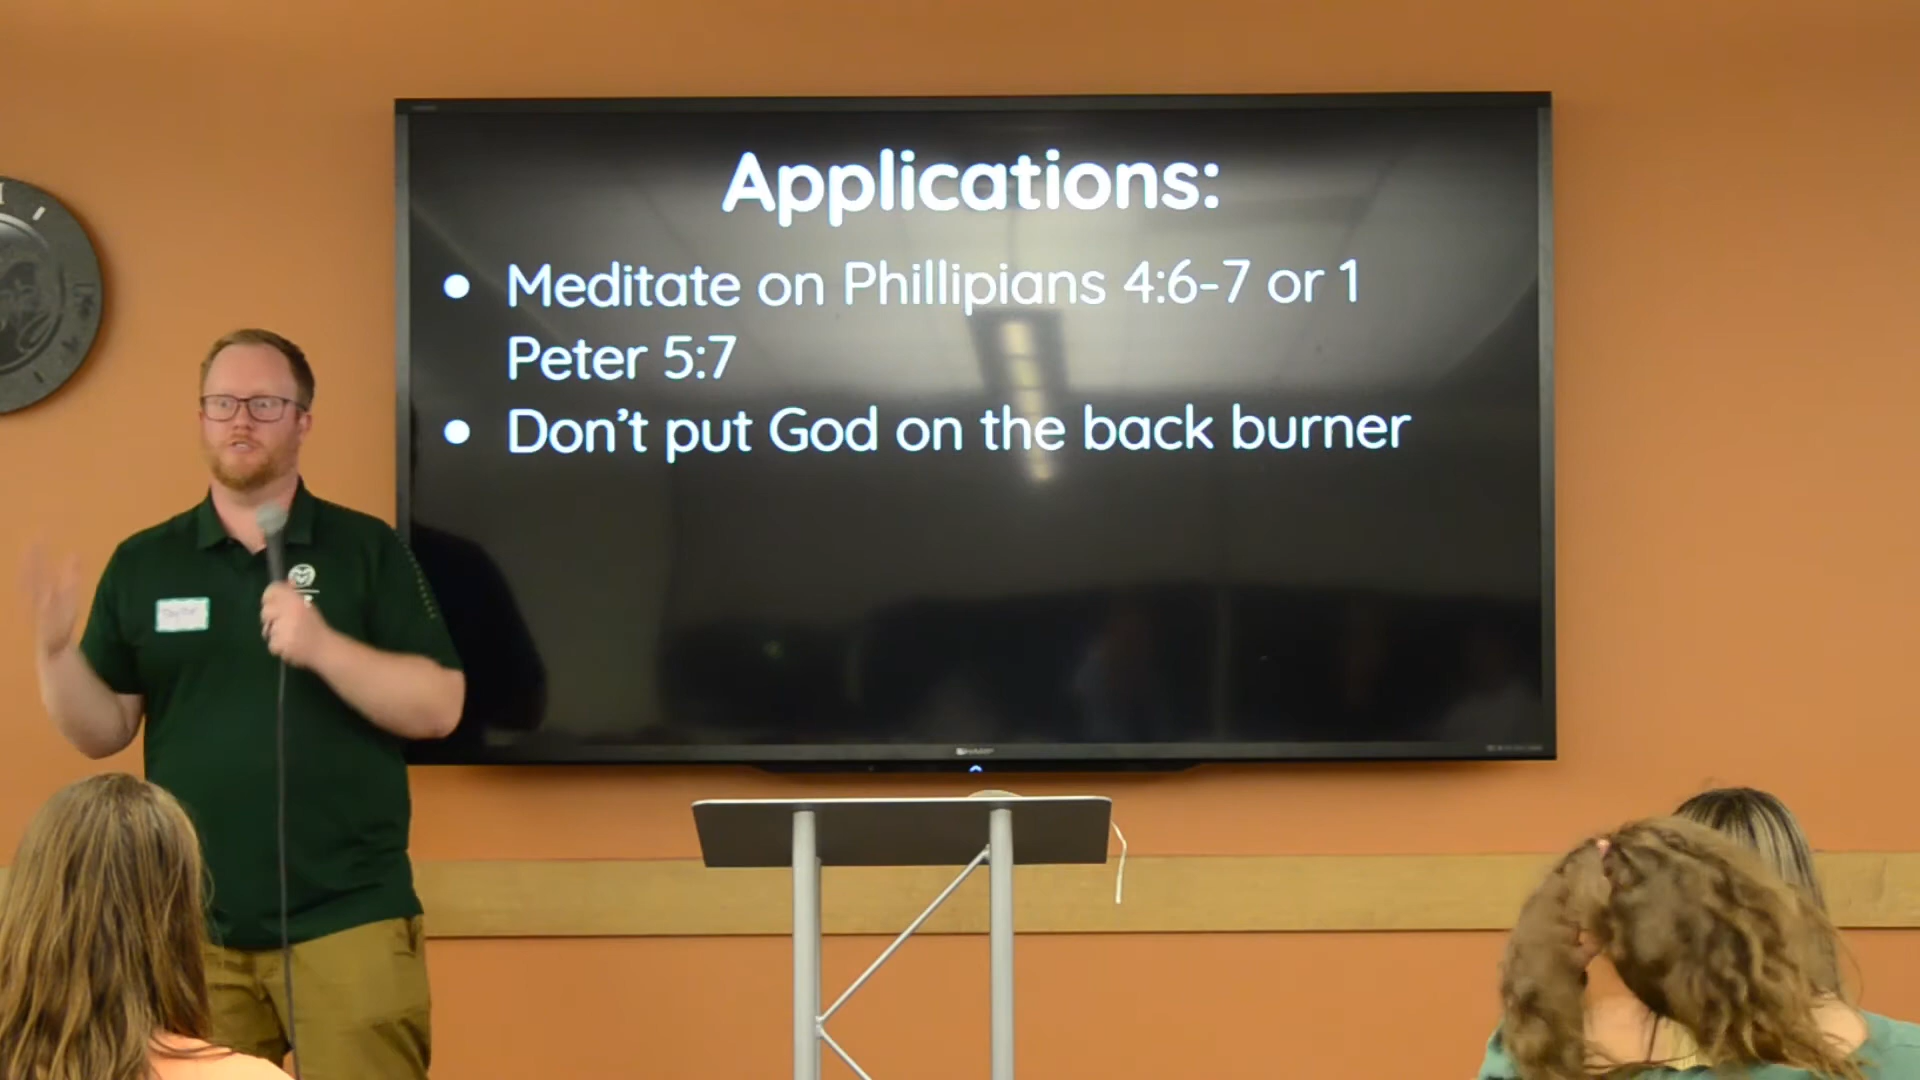 Applications:
• Meditate on Phillipians 4:6-7 or 1
Peter 5:7
• Don't put God on the back burner
SHARP